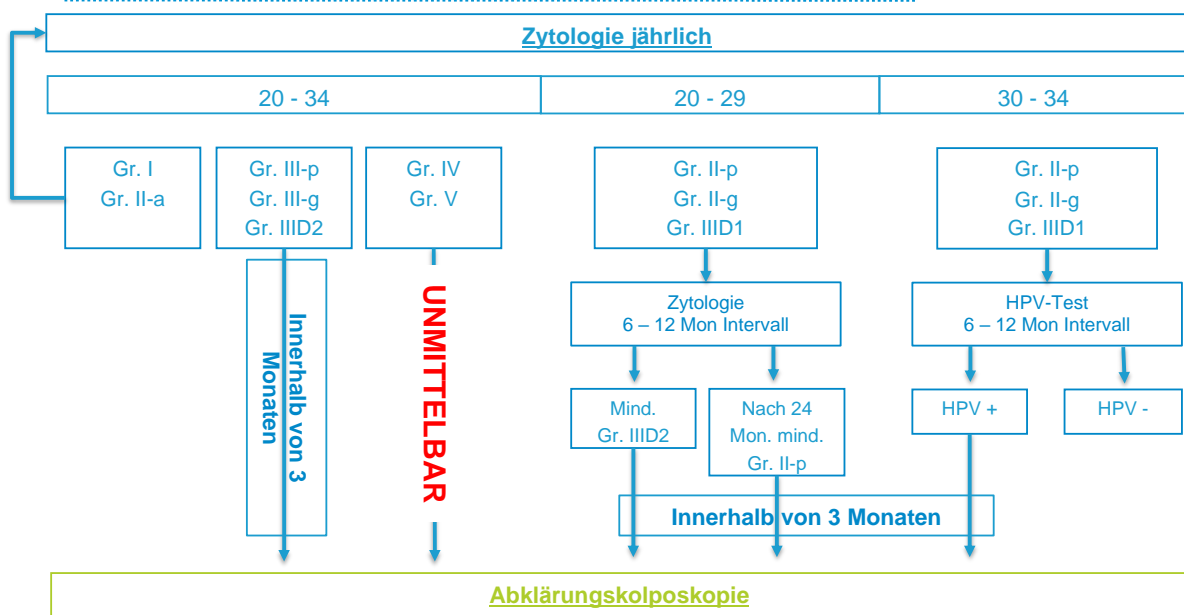 Zytologie jährlich
20 - 34
20 - 29
30 - 34
Gr. I
Gr. II-a
Gr. III-p
Gr. III-g
Gr. IIID2
Gr. IV
Gr. V
Gr. II-p
Gr. II-g
Gr. IIID1
Gr. II-p
Gr. II-g
Gr. IIID1
Innerhalb von 3
Monaten
UNMITTELBAR
Zytologie
6 – 12 Mon Intervall
HPV-Test
6 – 12 Mon Intervall
Mind.
Gr. IIID2
Nach 24
Mon. mind.
Gr. II-p
HPV +
HPV -
Innerhalb von 3 Monaten
Abklärungskolposkopie